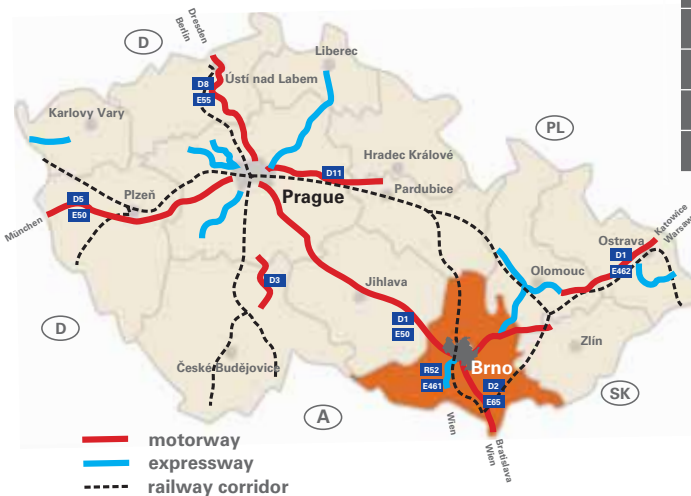 D
Dresden
Berlin
Liberec
D8
E55
Ústí nad Labem
Karlovy Vary
PL
Hradec Králové
D11
Pardubice
Prague
D5
E50
Plzeň
München
Katowice
Warsaw
Ostrava
D1
E462
Olomouc
D3
Jihlava
D1
E50
D
Zlín
České Budějovice
R52
E461
Brno
D2
E65
SK
A
Wien
Bratislava
Wien
motorway
expressway
railway corridor